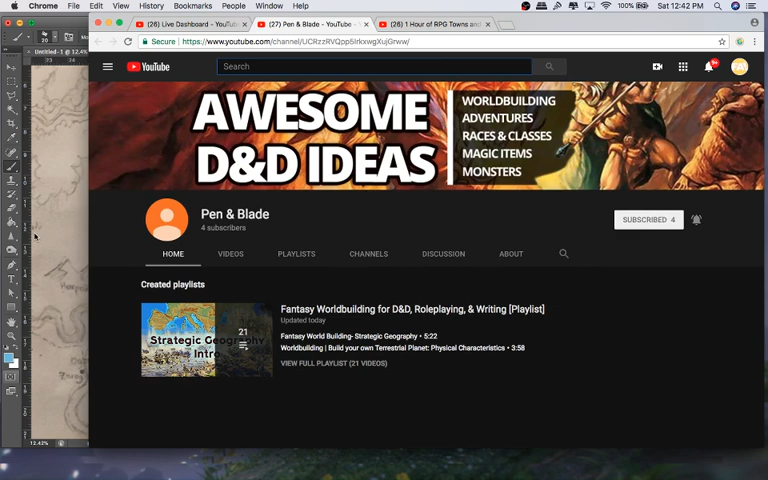 Chrome File Edit View History Bookmarks People Window Help 100% Sat 12:42 PM
(26) Live Dashboard - YouTub
(27) Pen & Blade - YouTube
(26) 1 Hour of RPG Towns and
Secure https://www.youtube.com/channel/UCRzzRVQpp5IrkxwgXujGrww/
Untitled-1 @ 12.4%
YouTube
Search
9+
AWESOME
D&D IDEAS
WORLDBUILDING
ADVENTURES
RACES & CLASSES
MAGIC ITEMS
MONSTERS
Pen & Blade
4 subscribers
SUBSCRIBED 4
HOME VIDEOS PLAYLISTS CHANNELS DISCUSSION ABOUT
Created playlists
Strategic Geography
Intro
21
Fantasy Worldbuilding for D&D, Roleplaying, & Writing [Playlist]
Updated today
Fantasy World Building- Strategic Geography • 5:22
Worldbuilding | Build your own Terrestrial Planet: Physical Characteristics • 3:58
VIEW FULL PLAYLIST (21 VIDEOS)
12.42%